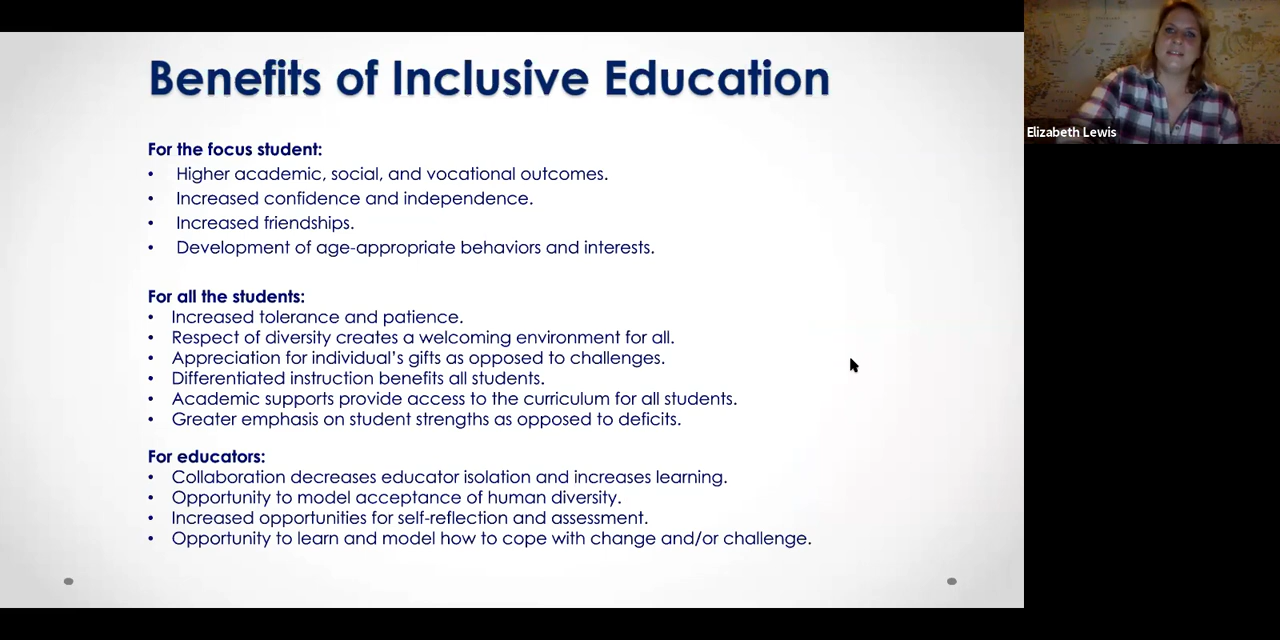 Benefits of Inclusive Education
For the focus student:
• Higher academic, social, and vocational outcomes.
• Increased confidence and independence.
• Increased friendships.
• Development of age-appropriate behaviors and interests.
For all the students:
• Increased tolerance and patience.
• Respect of diversity creates a welcoming environment for all.
• Appreciation for individual's gifts as opposed to challenges.
• Differentiated instruction benefits all students.
• Academic supports provide access to the curriculum for all students.
• Greater emphasis on student strengths as opposed to deficits.
For educators:
• Collaboration decreases educator isolation and increases learning.
• Opportunity to model acceptance of human diversity.
• Increased opportunities for self-reflection and assessment.
• Opportunity to learn and model how to cope with change and/or challenge.
Elizabeth Lewis